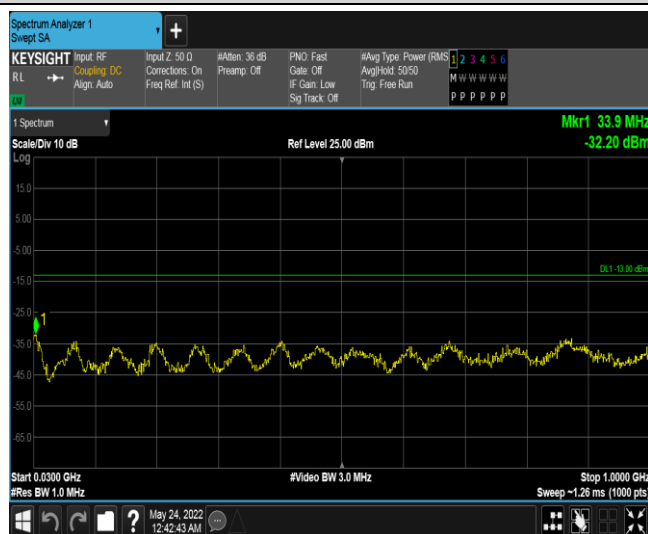 Spectrum Analyzer 1
Swept SA
+
KEYSIGHT
RL
LXI
Input: RF
Coupling: DC
Align: Auto
Input Z: 50 Ω
Corrections: On
Freq Ref: Int (S)
#Atten: 36 dB
Preamp: Off
PNO: Fast
Gate: Off
IF Gain: Low
Sig Track: Off
#Avg Type: Power (RMS
Avg|Hold: 50/50
Trig: Free Run
1 2 3 4 5 6
M W W W W W
P P P P P P
1 Spectrum
Scale/Div 10 dB
Log
Ref Level 25.00 dBm
Mkr1 33.9 MHz
-32.20 dBm
15.0
5.00
-5.00
DL1 -13.00 dBm
-15.0
-25.0
1
-35.0
-45.0
-55.0
-65.0
Start 0.0300 GHz
#Res BW 1.0 MHz
#Video BW 3.0 MHz
Stop 1.0000 GHz
Sweep ~1.26 ms (1000 pts)
?
May 24, 2022
12:42:43 AM